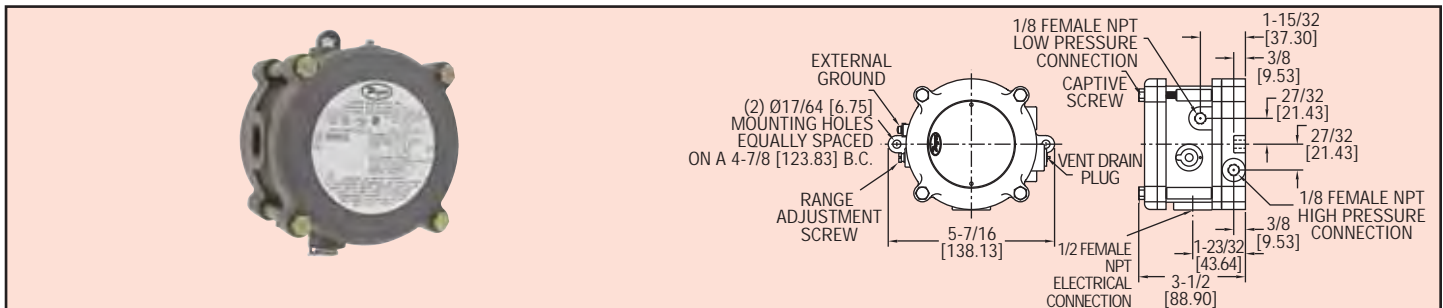 1/8 FEMALE NPT
LOW PRESSURE
CONNECTION
EXTERNAL
GROUND
CAPTIVE
SCREW
(2) Ø17/64 [6.75]
MOUNTING HOLES
EQUALLY SPACED
ON A 4-7/8 [123.83] B.C.
VENT DRAIN
PLUG
RANGE
ADJUSTMENT
SCREW
5-7/16
[138.13]
1/2 FEMALE
NPT
ELECTRICAL
CONNECTION
1-15/32
[37.30]
3/8
[9.53]
27/32
[21.43]
27/32
[21.43]
1/8 FEMALE NPT
HIGH PRESSURE
CONNECTION
3/8
[9.53]
1-23/32
[43.64]
3-1/2
[88.90]